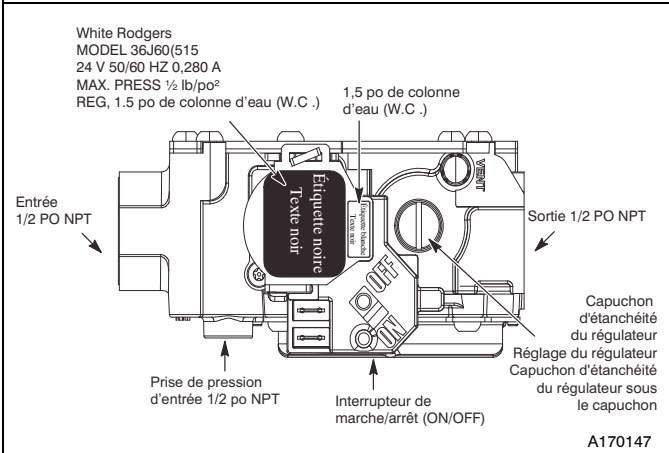 White Rodgers
MODEL 36J60(515
24 V 50/60 HZ 0,280 A
MAX. PRESS ½ lb/po²
REG, 1.5 po de colonne d'eau (W.C .)
1,5 po de colonne
d'eau (W.C .)
Entrée
1/2 PO NPT
Étiquette noire
Texte noir
Étiquette blanche
Texte noir
VENT
Sortie 1/2 PO NPT
OFF
ON
Capuchon
d'étanchéité
du régulateur
Réglage du régulateur
Capuchon d'étanchéité
du régulateur sous
le capuchon
Prise de pression
d'entrée 1/2 po NPT
Interrupteur de
marche/arrêt (ON/OFF)
A170147